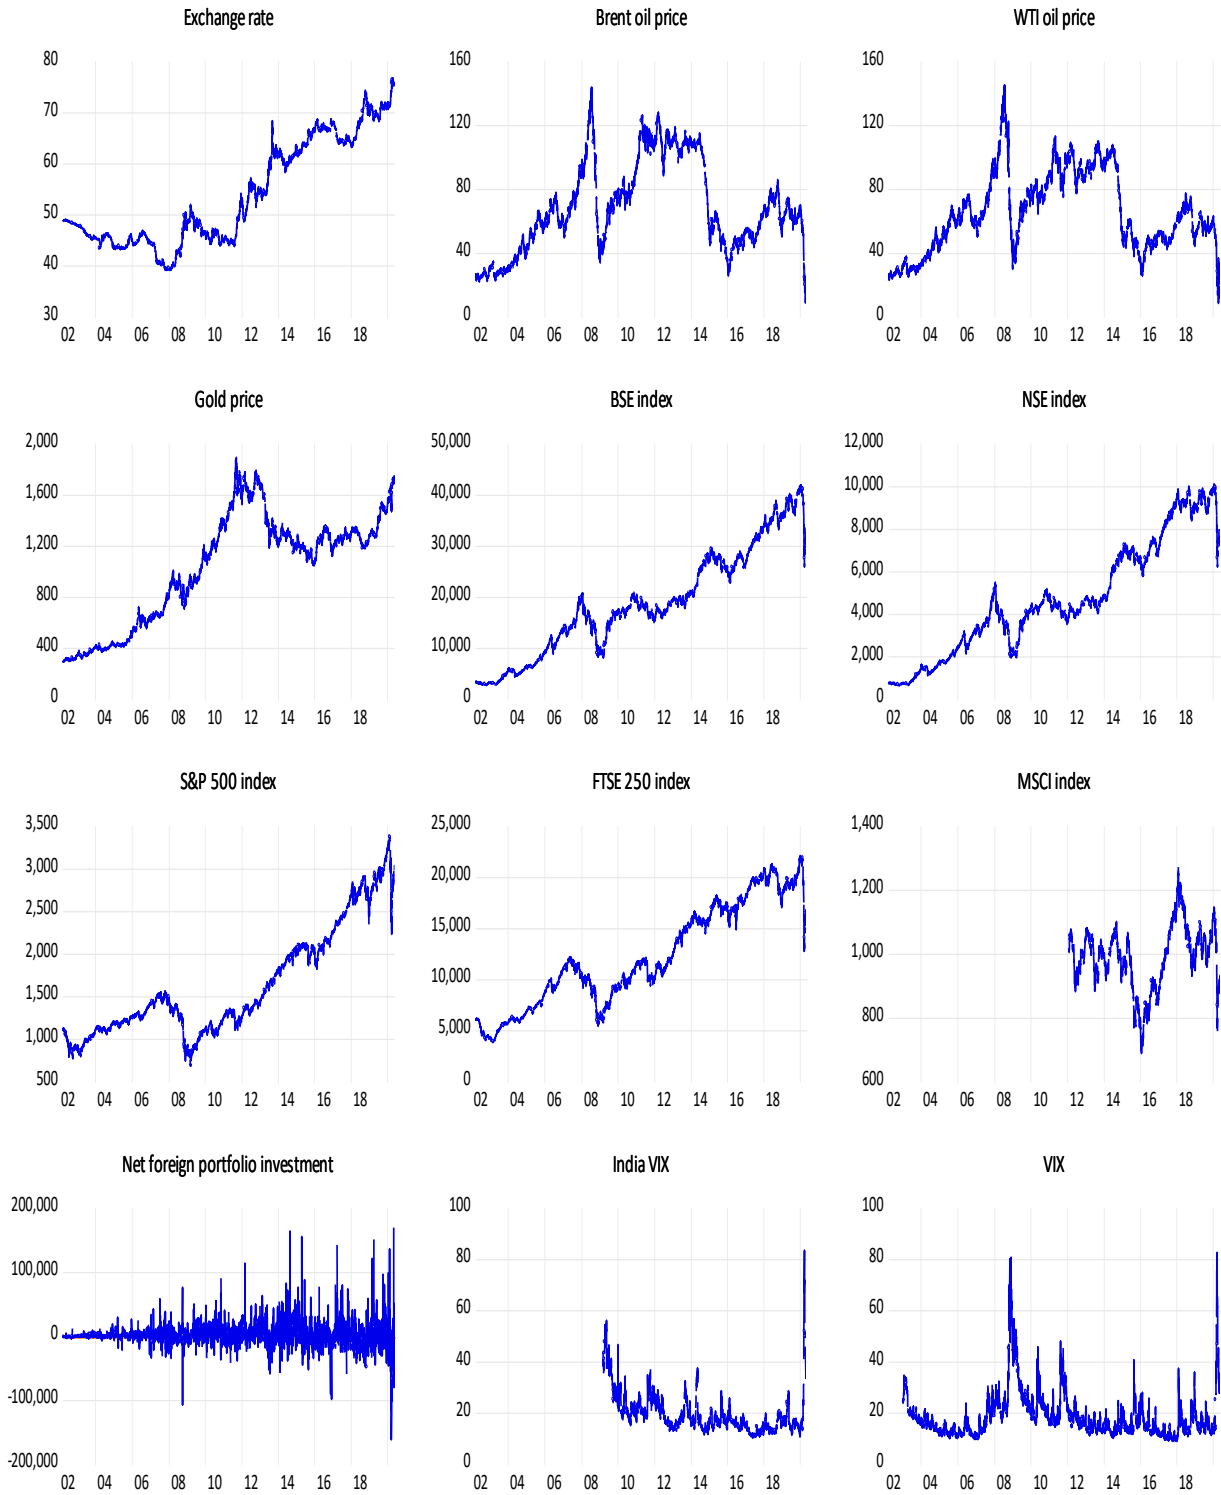 Exchange rate
80
70
60
50
40
30
02 04 06 08 10 12 14 16 18
Brent oil price
160
120
80
40
0
02 04 06 08 10 12 14 16 18
WTI oil price
160
120
80
40
0
02 04 06 08 10 12 14 16 18
Gold price
2,000
1,600
1,200
800
400
0
02 04 06 08 10 12 14 16 18
BSE index
50,000
40,000
30,000
20,000
10,000
0
02 04 06 08 10 12 14 16 18
NSE index
12,000
10,000
8,000
6,000
4,000
2,000
0
02 04 06 08 10 12 14 16 18
S&P 500 index
3,500
3,000
2,500
2,000
1,500
1,000
500
02 04 06 08 10 12 14 16 18
FTSE 250 index
25,000
20,000
15,000
10,000
5,000
0
02 04 06 08 10 12 14 16 18
MSCI index
1,400
1,200
1,000
800
600
02 04 06 08 10 12 14 16 18
Net foreign portfolio investment
200,000
100,000
0
-100,000
-200,000
02 04 06 08 10 12 14 16 18
India VIX
100
80
60
40
20
0
02 04 06 08 10 12 14 16 18
VIX
100
80
60
40
20
0
02 04 06 08 10 12 14 16 18